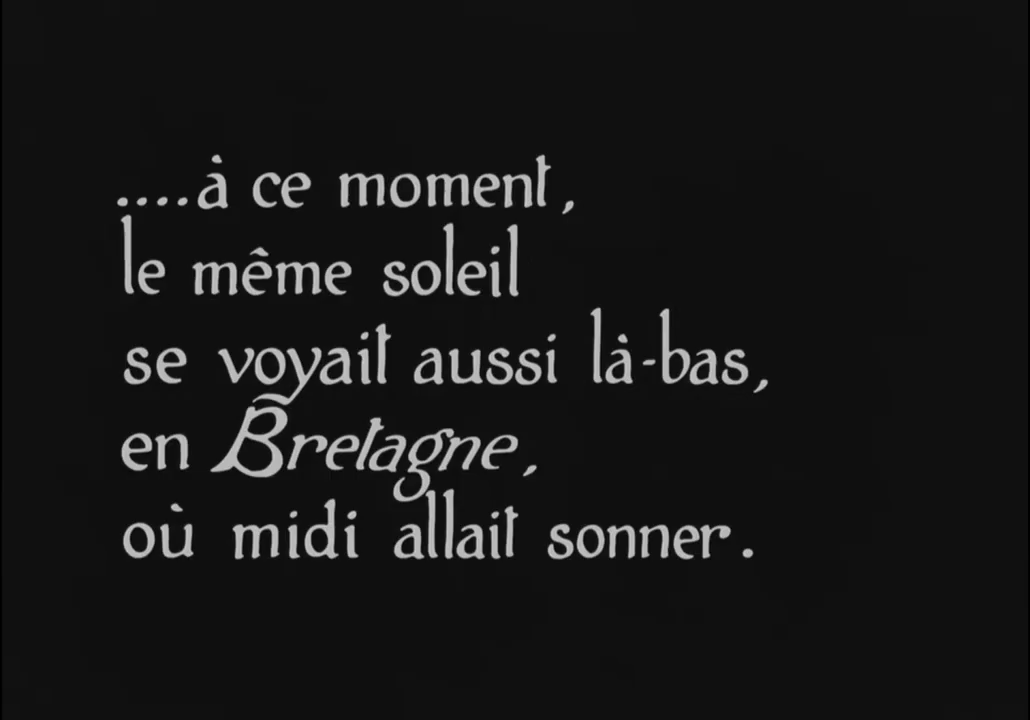 ....à ce moment,
le même soleil
se voyait aussi là-bas,
en Bretagne,
où midi allait sonner.